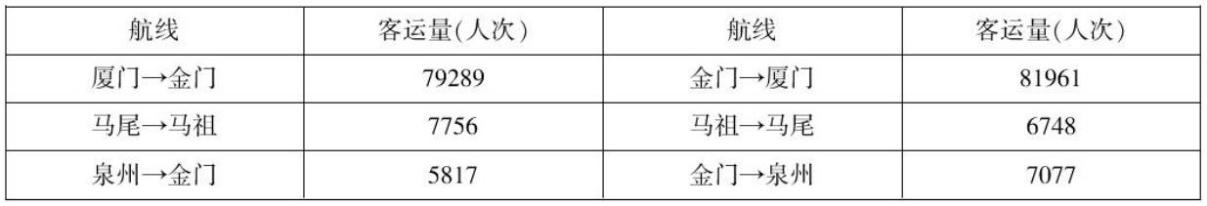 航线 客运量(人次) 航线 客运量(人次)
厦门→金门 79289 金门→厦门 81961
马尾→马祖 7756 马祖→马尾 6748
泉州→金门 5817 金门→泉州 7077